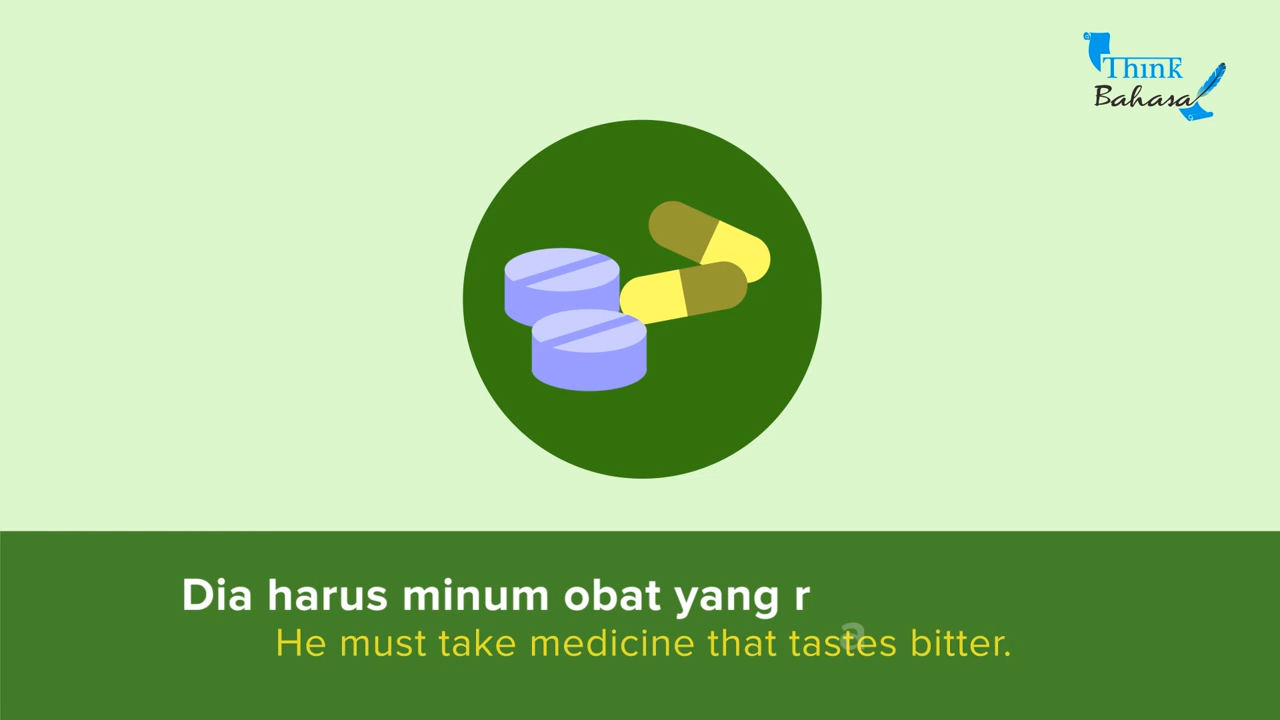 Think
Bahasa
Dia harus minum obat yang r
a
He must take medicine that tastes bitter.